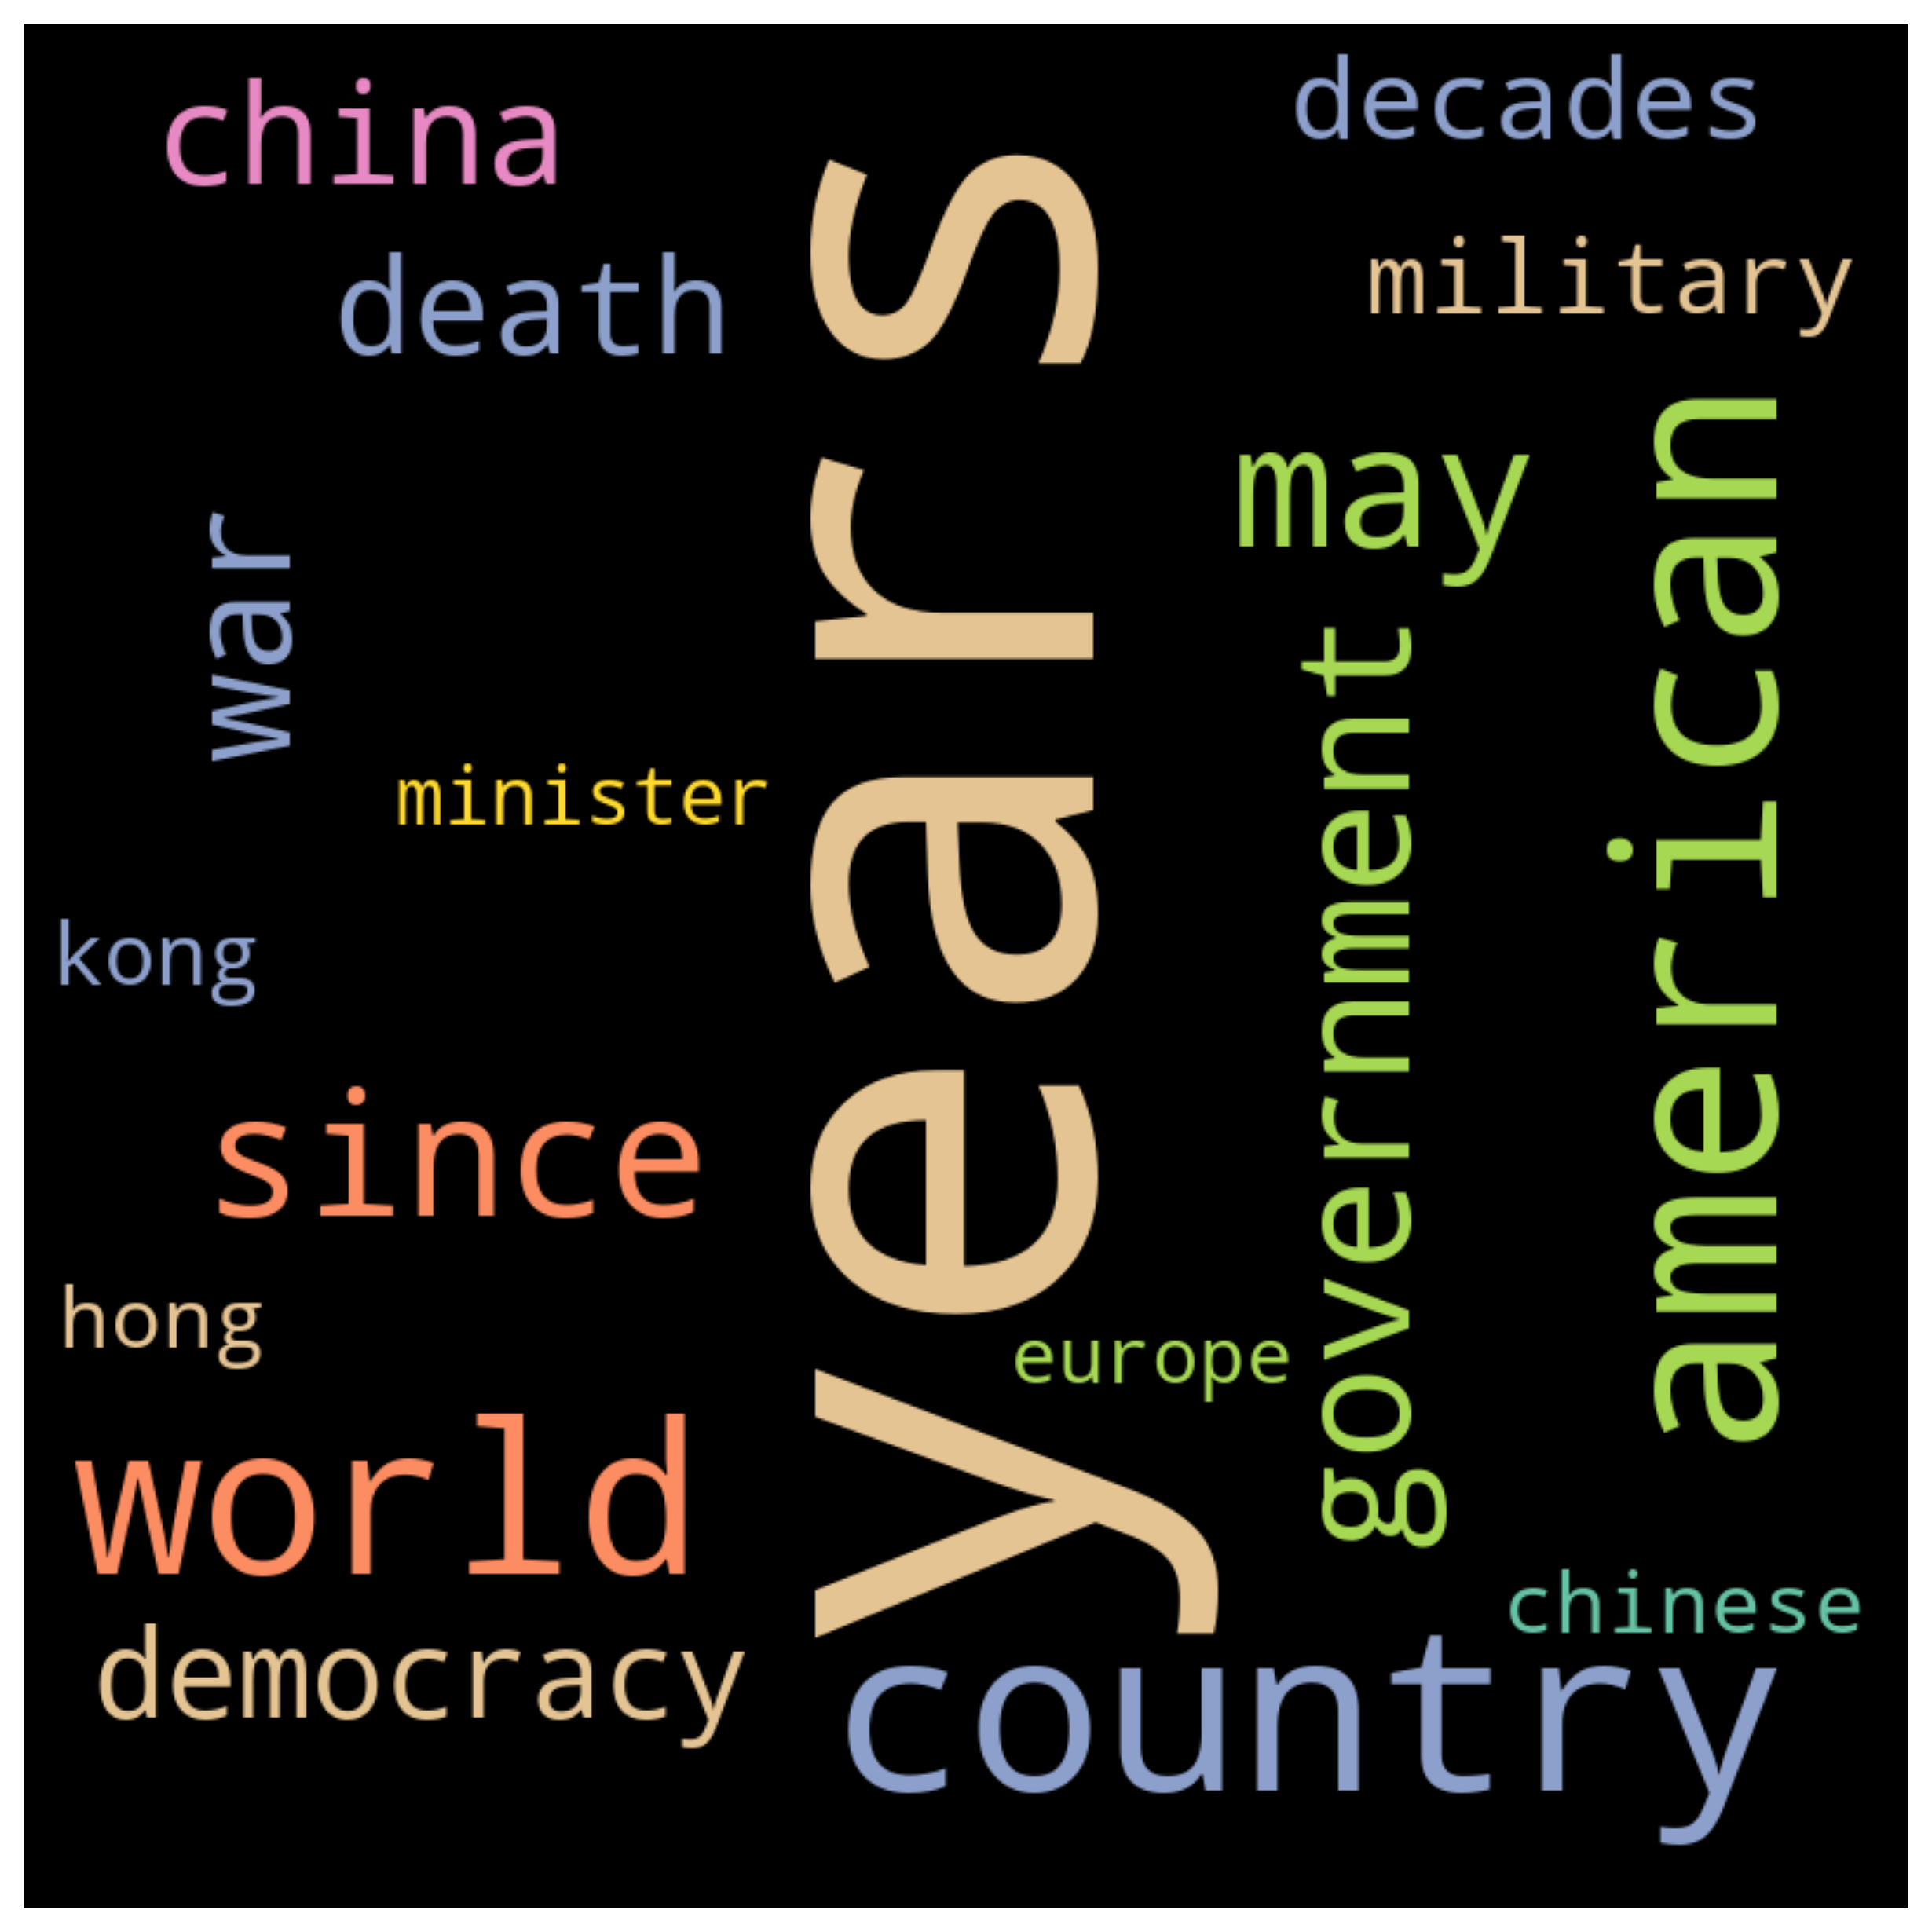 china
decades
death
military
years
may
american
war
government
minister
kong
since
hong
europe
world
chinese
democracy
country